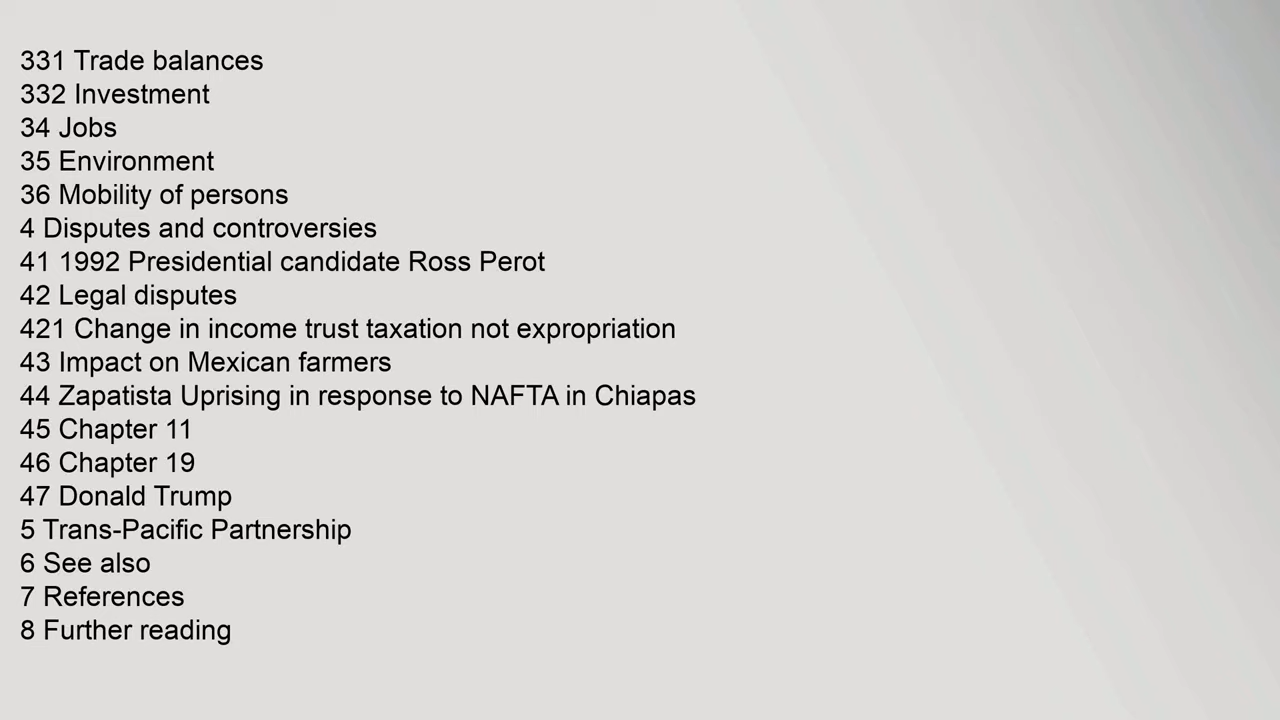 331 Trade balances
332 Investment
34 Jobs
35 Environment
36 Mobility of persons
4 Disputes and controversies
41 1992 Presidential candidate Ross Perot
42 Legal disputes
421 Change in income trust taxation not expropriation
43 Impact on Mexican farmers
44 Zapatista Uprising in response to NAFTA in Chiapas
45 Chapter 11
46 Chapter 19
47 Donald Trump
5 Trans-Pacific Partnership
6 See also
7 References
8 Further reading